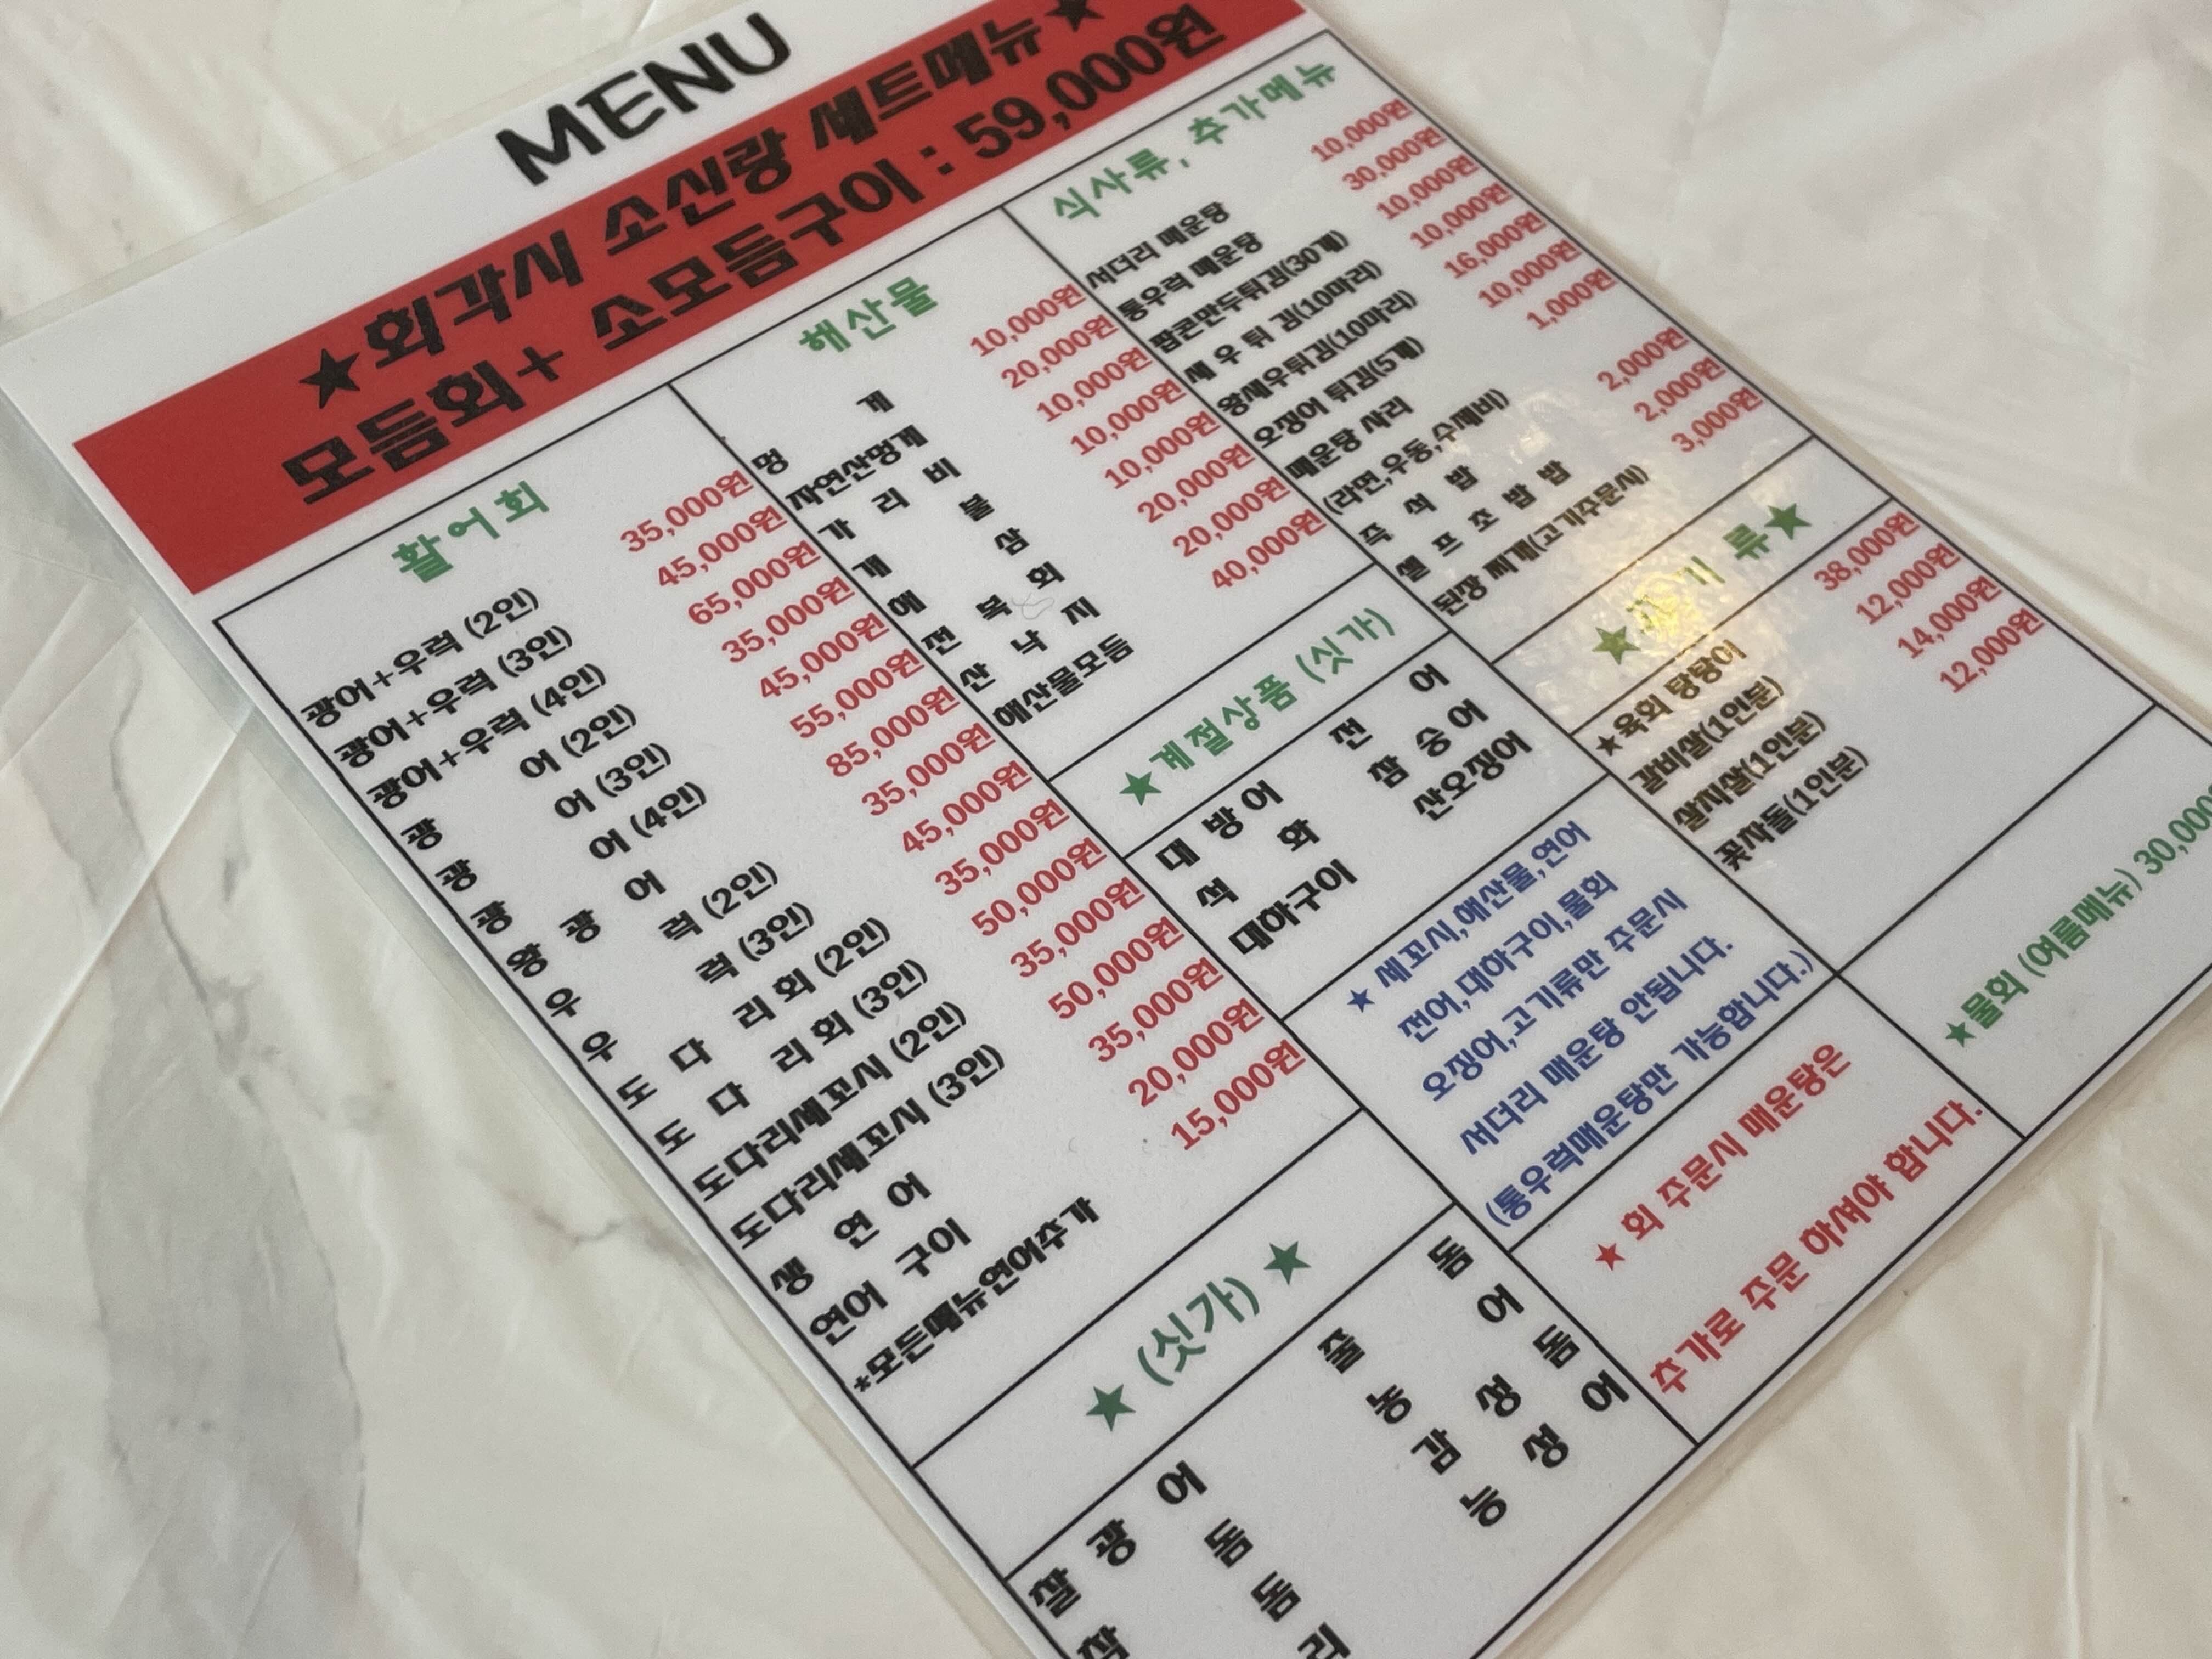 MENU
★회각시 소신랑 세트메뉴★
모듬회+ 소모듬구이 : 59,000원
활어회
광어+우럭 (2인) 35,000원
광어+우럭 (3인) 45,000원
광어+우럭 (4인) 65,000원
광 어 (2인) 35,000원
광 어 (3인) 45,000원
광 어 (4인) 55,000원
황 광 어 85,000원
우 럭 (2인) 35,000원
우 럭 (3인) 45,000원
도 다 리 회 (2인) 35,000원
도 다 리 회 (3인) 50,000원
도다리세꼬시 (2인) 35,000원
도다리세꼬시 (3인) 50,000원
생 연 어 35,000원
연어 구이 20,000원
*모든메뉴연어추가 15,000원
★ (싯가) ★
찰 광 어
돔
돔
리
줄 돔
농 어
감 성 돔
능 성 어
해산물
멍 게 10,000원
자연산멍게 20,000원
가 리 비 10,000원
개 불 10,000원
해 삼 10,000원
전 복 회 20,000원
산 낙 지 20,000원
해산물모듬 40,000원
★계절상품 (싯가)
대 방 어
석 화
대하구이
전 어
참 숭 어
산오징어
★ 세꼬시,해산물,연어
전어,대하구이,물회
오징어,고기류만 주문시
서더리 매운탕 안됩니다.
(통우럭매운탕만 가능합니다.)
★ 회 주문시 매운탕은
추가로 주문 하셔야 합니다.
식사류, 추가메뉴
서더리 매운탕 10,000원
통우럭 매운탕 30,000원
팝콘만두튀김(30개) 10,000원
새 우 튀 김(10마리) 10,000원
왕새우튀김(10마리) 16,000원
오징어 튀김(5개) 10,000원
매운탕 사리 1,000원
(라면,우동,수제비)
즉 석 밥 2,000원
셀 프 초 밥 밥 2,000원
된장 찌개(고기주문시) 3,000원
★고기 류★
★육회 탕탕이 38,000원
갈비살(1인분) 12,000원
살치살(1인분) 14,000원
꽃차돌(1인분) 12,000원
★물회 (여름메뉴) 30,000